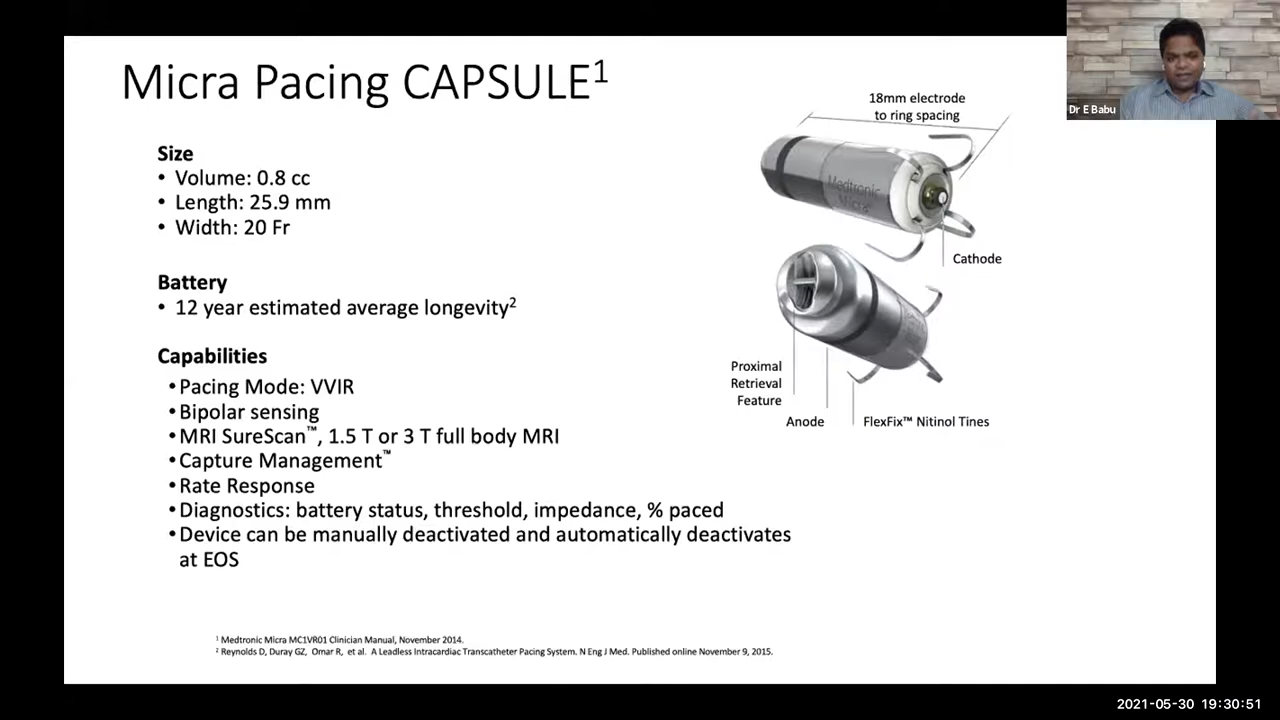 Micra Pacing CAPSULE¹
Dr E Babu
Size
• Volume: 0.8 cc
• Length: 25.9 mm
• Width: 20 Fr
Battery
• 12 year estimated average longevity²
Capabilities
• Pacing Mode: VVIR
• Bipolar sensing
• MRI SureScan™, 1.5 T or 3 T full body MRI
• Capture Management™
• Rate Response
• Diagnostics: battery status, threshold, impedance, % paced
• Device can be manually deactivated and automatically deactivates
at EOS
18mm electrode
to ring spacing
Medtronic
Micra
Cathode
Proximal
Retrieval
Feature
Anode
FlexFix™ Nitinol Tines
¹ Medtronic Micra MC1VR01 Clinician Manual, November 2014.
² Reynolds D, Duray GZ, Omar R, et al. A Leadless Intracardiac Transcatheter Pacing System. N Eng J Med. Published online November 9, 2015.
2021-05-30 19:30:51